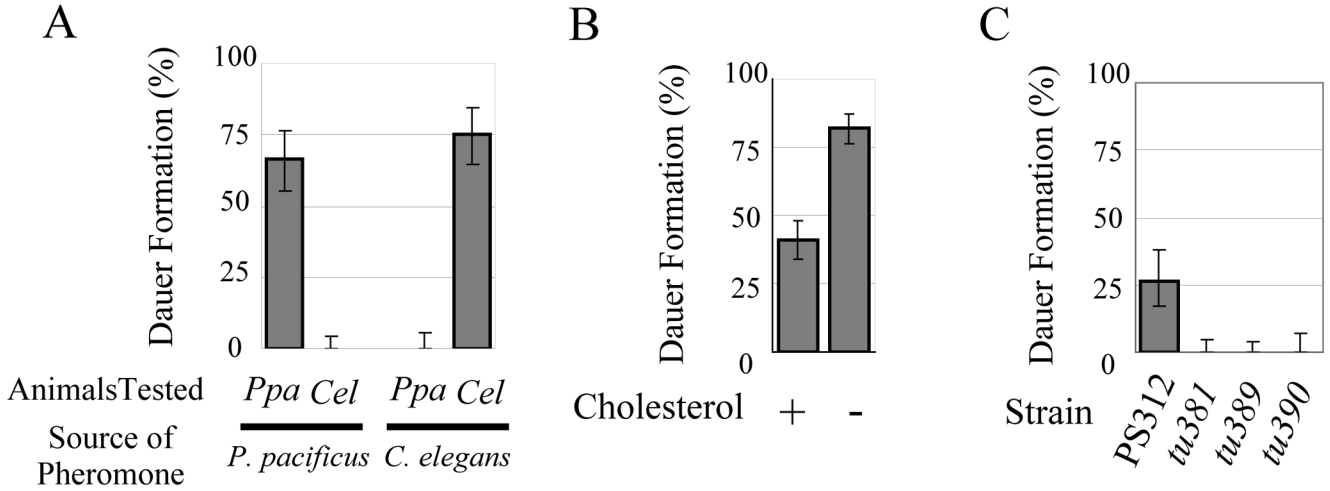 A
Dauer Formation (%)
100
75
50
25
0
AnimalsTested
Ppa Cel Ppa Cel
Source of
Pheromone
P. pacificus C. elegans
B
Dauer Formation (%)
100
75
50
25
0
Cholesterol + -
C
Dauer Formation (%)
100
75
50
25
0
Strain
PS312
tu381
tu389
tu390